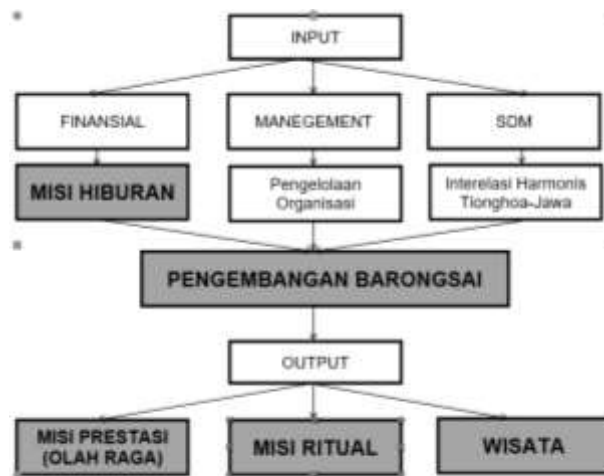 INPUT
FINANSIAL
MANEGEMENT
SDM
MISI HIBURAN
Pengelolaan
Organisasi
Interelasi Harmonis
Tionghoa-Jawa
PENGEMBANGAN BARONGSAI
OUTPUT
MISI PRESTASI
(OLAH RAGA)
MISI RITUAL
WISATA